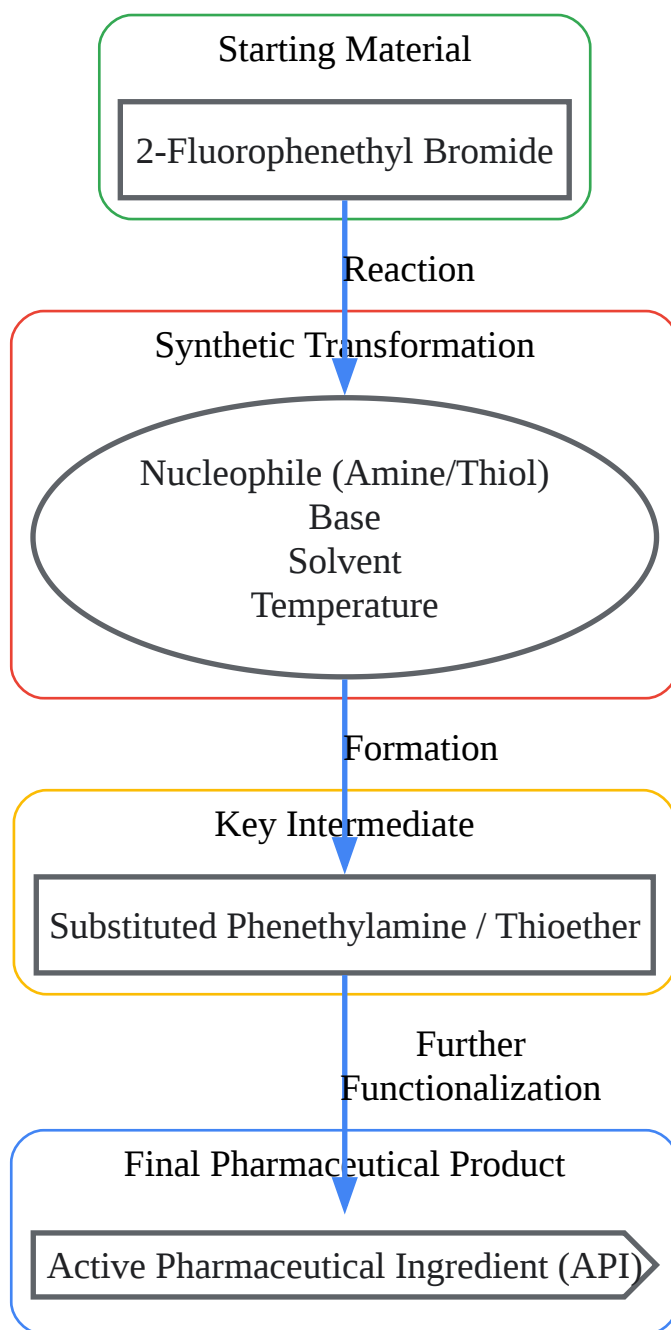 Starting Material
2-Fluorophenethyl Bromide
Reaction
Synthetic Transformation
Nucleophile (Amine/Thiol)
Base
Solvent
Temperature
Formation
Key Intermediate
Substituted Phenethylamine / Thioether
Further
Functionalization
Final Pharmaceutical Product
Active Pharmaceutical Ingredient (API)